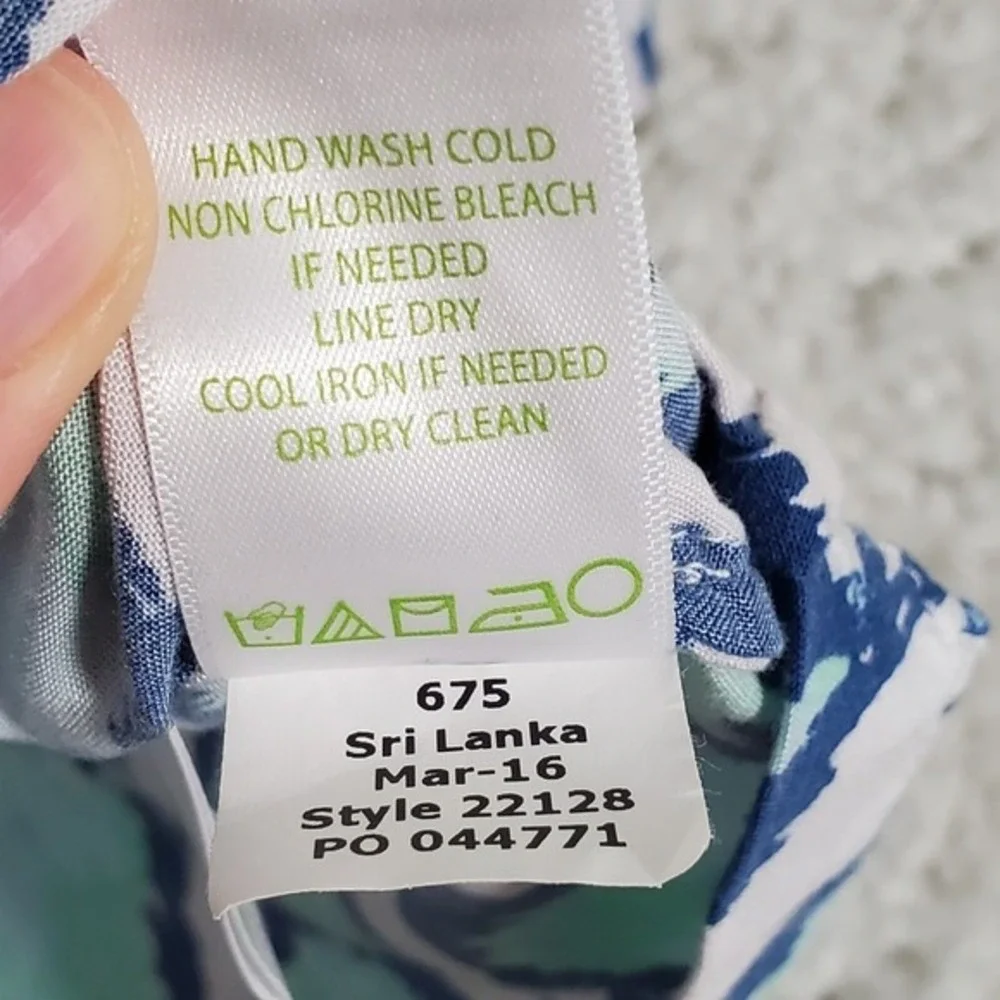 HAND WASH COLD
NON CHLORINE BLEACH
IF NEEDED
LINE DRY
COOL IRON IF NEEDED
OR DRY CLEAN
675
Sri Lanka
Mar-16
Style 22128
PO 044771